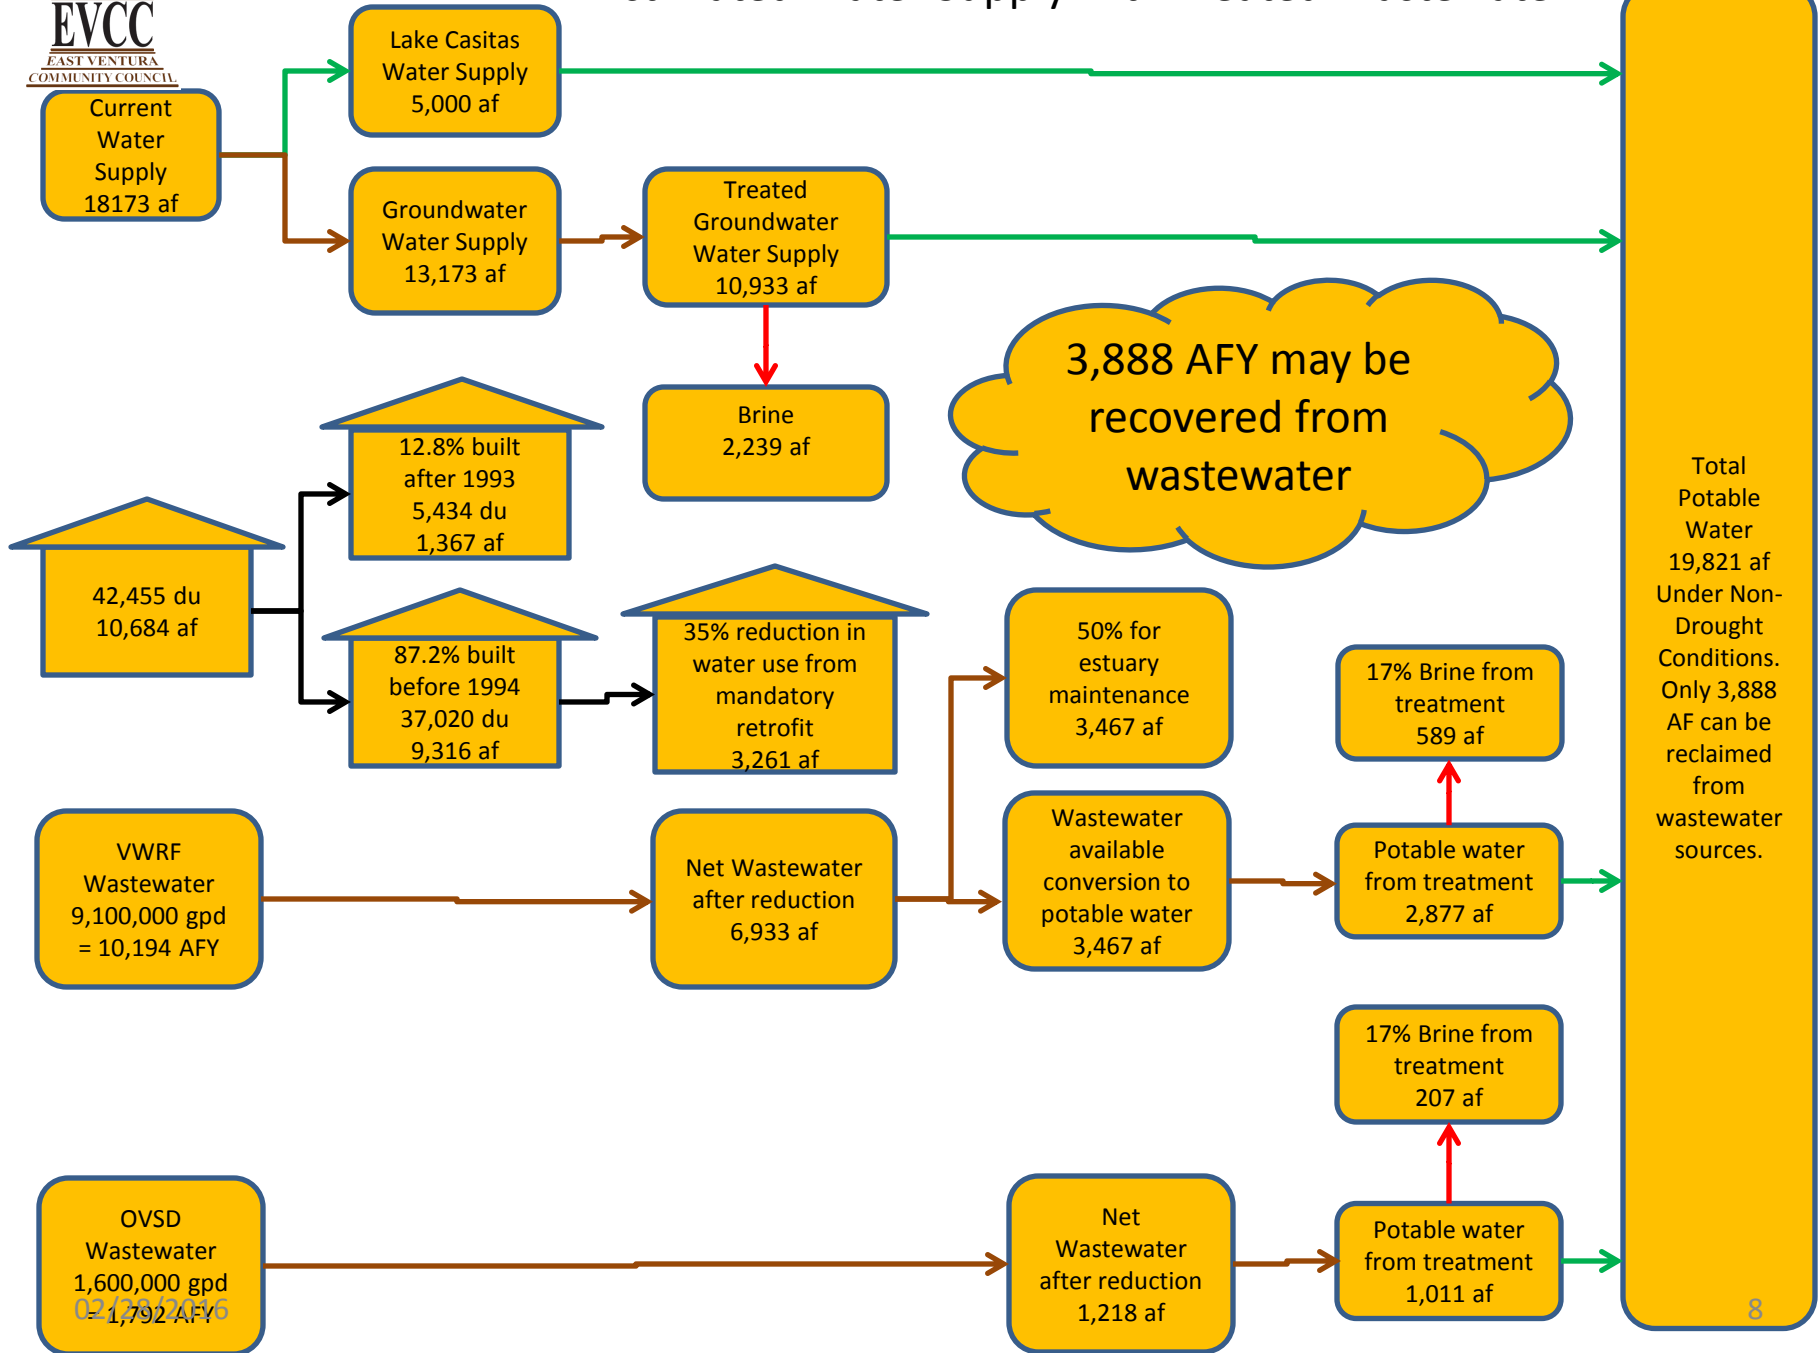 EVCC
EAST VENTURA
COMMUNITY COUNCIL
Current
Water
Supply
18173 af
Lake Casitas
Water Supply
5,000 af
Groundwater
Water Supply
13,173 af
Treated
Groundwater
Water Supply
10,933 af
Brine
2,239 af
3,888 AFY may be
recovered from
wastewater
12.8% built
after 1993
5,434 du
1,367 af
42,455 du
10,684 af
87.2% built
before 1994
37,020 du
9,316 af
35% reduction in
water use from
mandatory
retrofit
3,261 af
50% for
estuary
maintenance
3,467 af
17% Brine from
treatment
589 af
VWRF
Wastewater
9,100,000 gpd
= 10,194 AFY
Net Wastewater
after reduction
6,933 af
Wastewater
available
conversion to
potable water
3,467 af
Potable water
from treatment
2,877 af
17% Brine from
treatment
207 af
OVSD
Wastewater
1,600,000 gpd
= 1,792 AFY
Net
Wastewater
after reduction
1,218 af
Potable water
from treatment
1,011 af
Total
Potable
Water
19,821 af
Under Non-
Drought
Conditions.
Only 3,888
AF can be
reclaimed
from
wastewater
sources.
02/28/2016
8